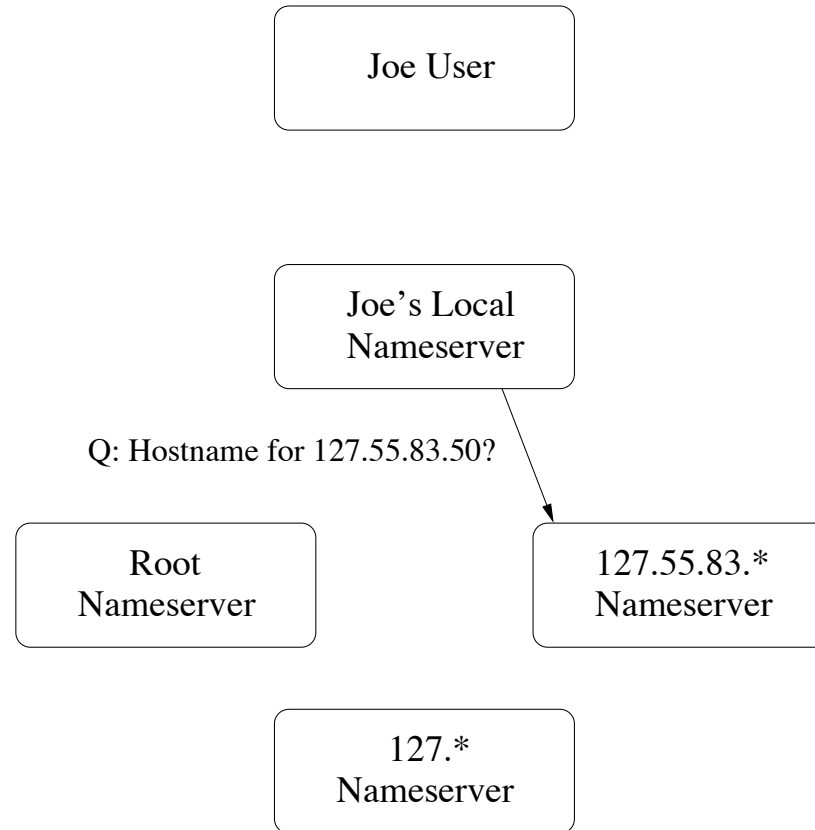 Joe User
Joe's Local
Nameserver
Q: Hostname for 127.55.83.50?
Root
Nameserver
127.55.83.*
Nameserver
127.*
Nameserver